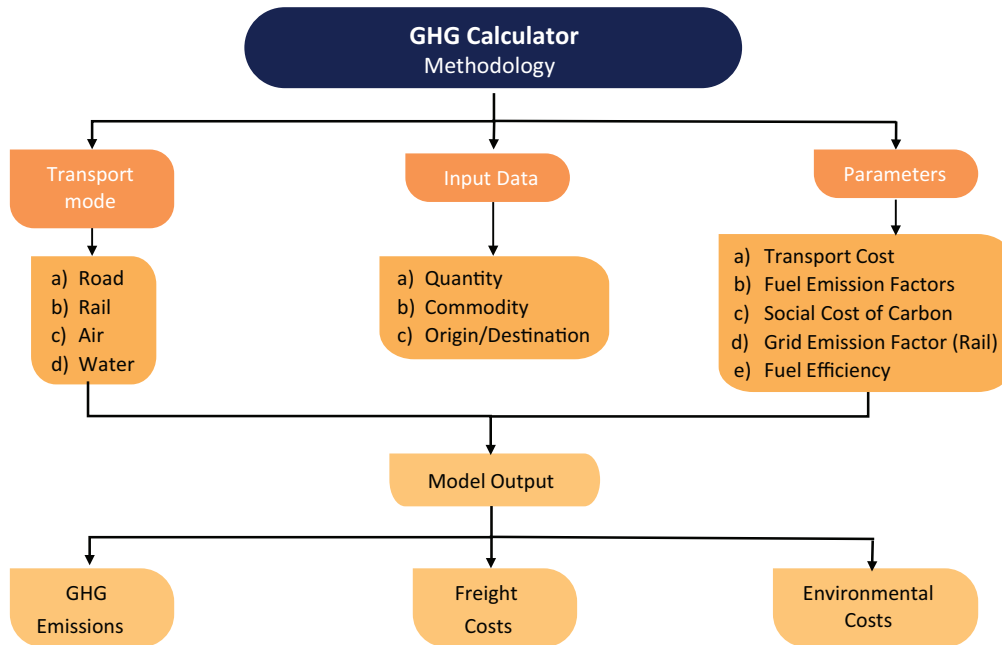 GHG Calculator
Methodology
Transport
mode
Input Data
Parameters
a) Road
b) Rail
c) Air
d) Water
a) Quantity
b) Commodity
c) Origin/Destination
a) Transport Cost
b) Fuel Emission Factors
c) Social Cost of Carbon
d) Grid Emission Factor (Rail)
e) Fuel Efficiency
Model Output
GHG
Emissions
Freight
Costs
Environmental
Costs